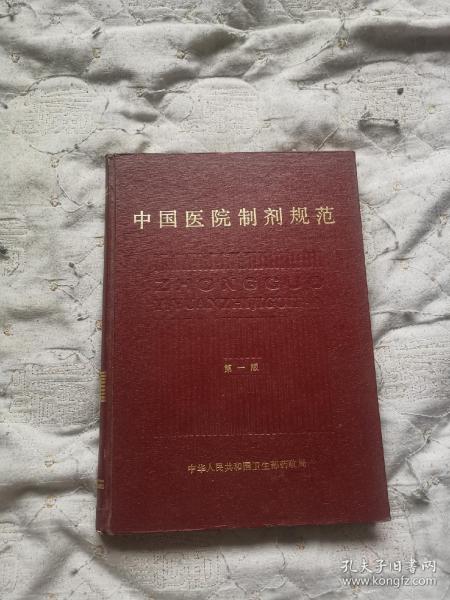 中国医院制剂规范
ZHONGGUO
YIYUANZHIJIGUIFAN
第一版
中华人民共和国卫生部药政局
孔夫子旧书网
www.kongfz.com